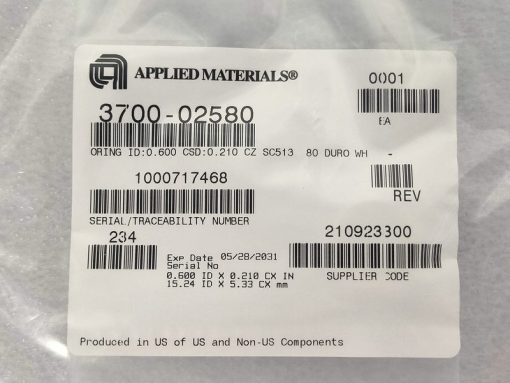 APPLIED MATERIALS® 0001
3700-02580
EA
ORING ID:0.600 CSD:0.210 CZ SC513 80 DURO WH -
1000717468
REV
SERIAL/TRACEABILITY NUMBER
234 210923300
Exp Date 05/28/2031
Serial No
0.600 ID X 0.210 CX IN SUPPLIER CODE
15.24 ID X 5.33 CX mm
Produced in US of US and Non-US Components